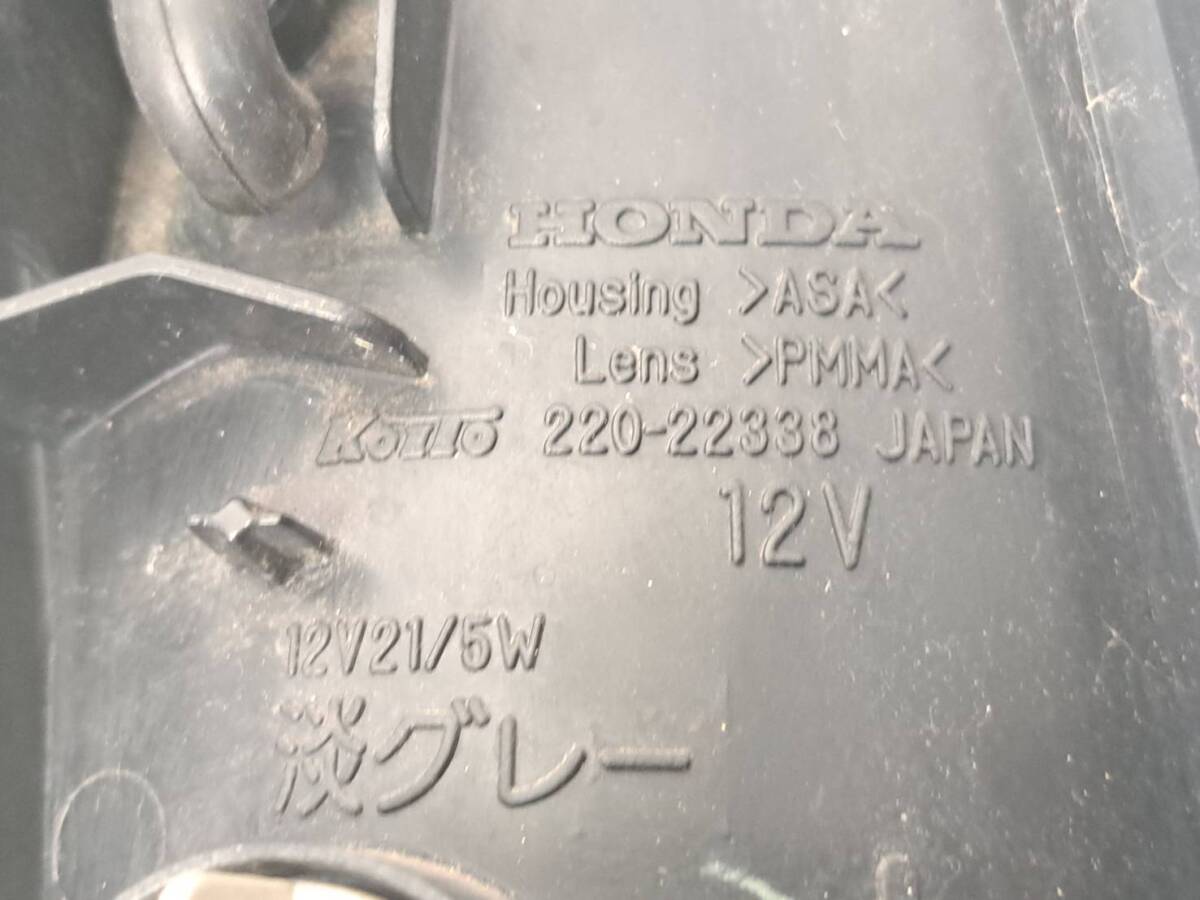 HONDA
Housing >ASA<
Lens >PMMA<
KOITO 220-22338 JAPAN
12V
12V21/5W
淡グレー